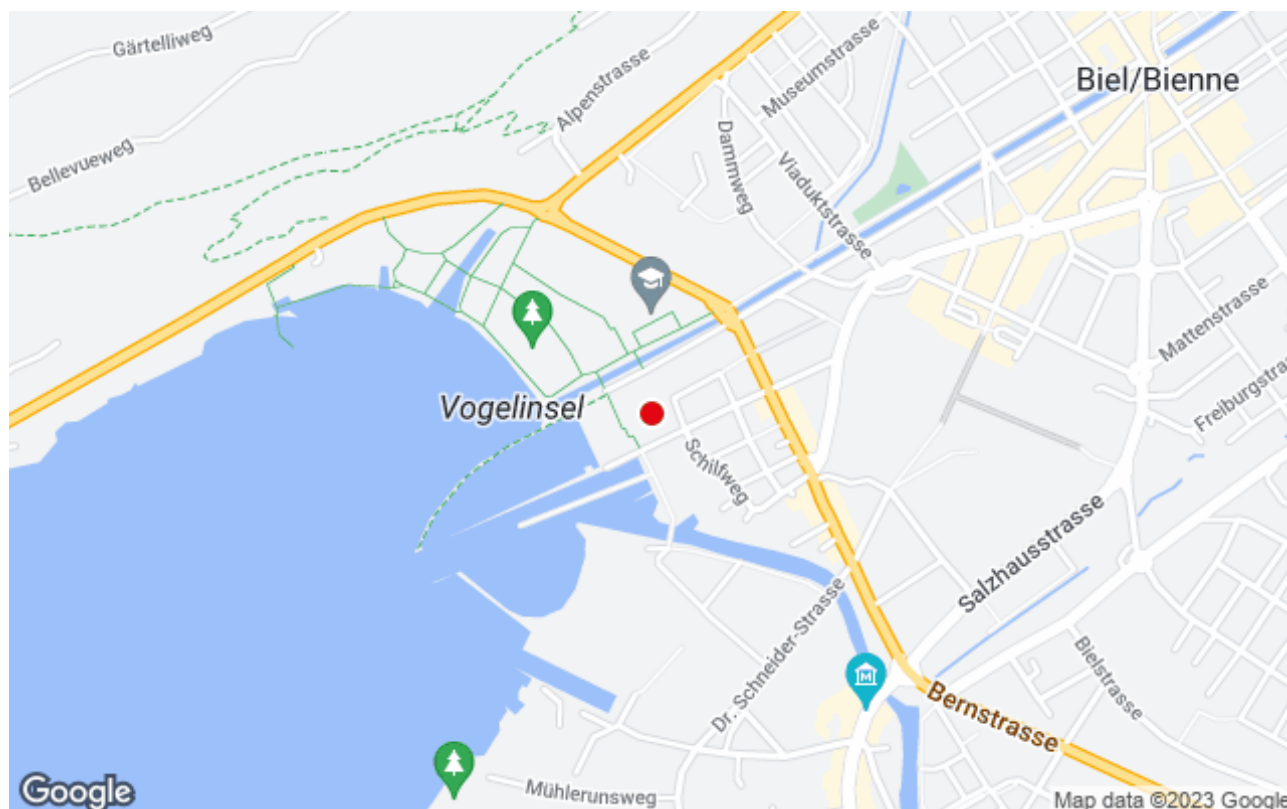 Gärtelliweg
Alpenstrasse
Museumstrasse
Biel/Bienne
Bellevueweg
Dammweg
Viaduktstrasse
Mattenstrasse
Freiburgstra
Vogelinsel
Schilfweg
Salzhausstrasse
Dr. Schneider-Strasse
Bielstrasse
Bernstrasse
Mühlerunsweg
M
Google
Map data ©2023 Google